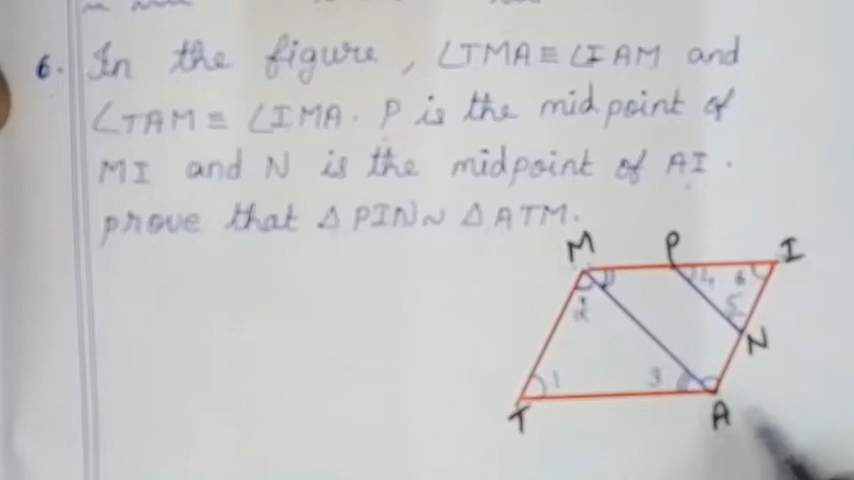 6. In the figure, ∠TMA ≡ ∠IAM and
∠TAM ≡ ∠IMA. P is the midpoint of
MI and N is the midpoint of AI.
prove that △PIN ~ △ATM.
M P I
4 6
2 5
N
1 3
T A